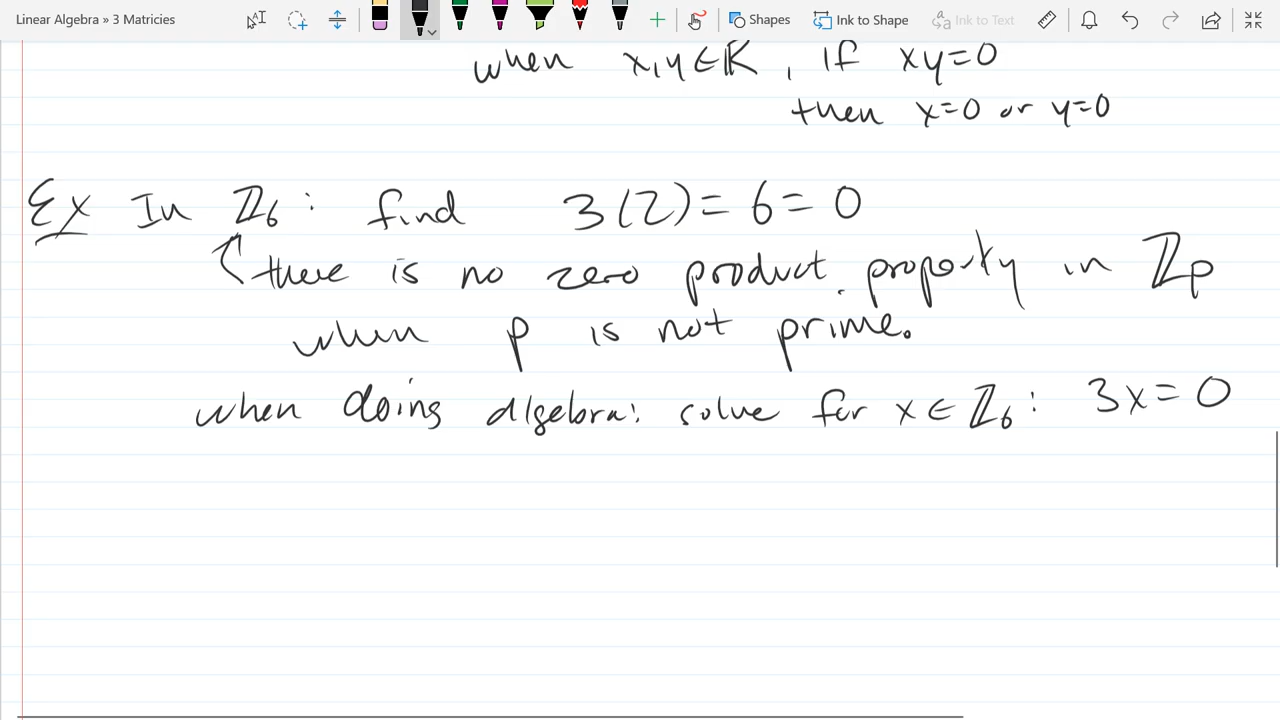 Linear Algebra » 3 Matricies
Shapes
Ink to Shape
Ink to Text
when x,y ∈ ℝ, if xy=0
then x=0 or y=0
Ex In ℤ₆: find 3(2)=6=0
there is no zero product property in ℤₚ
when p is not prime.
when doing algebra: solve for x ∈ ℤ₆: 3x=0